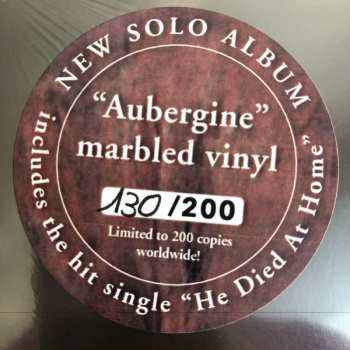 NEW SOLO ALBUM
"Aubergine"
marbled vinyl
130/200
Limited to 200 copies
worldwide!
includes the hit single "He Died At Home"